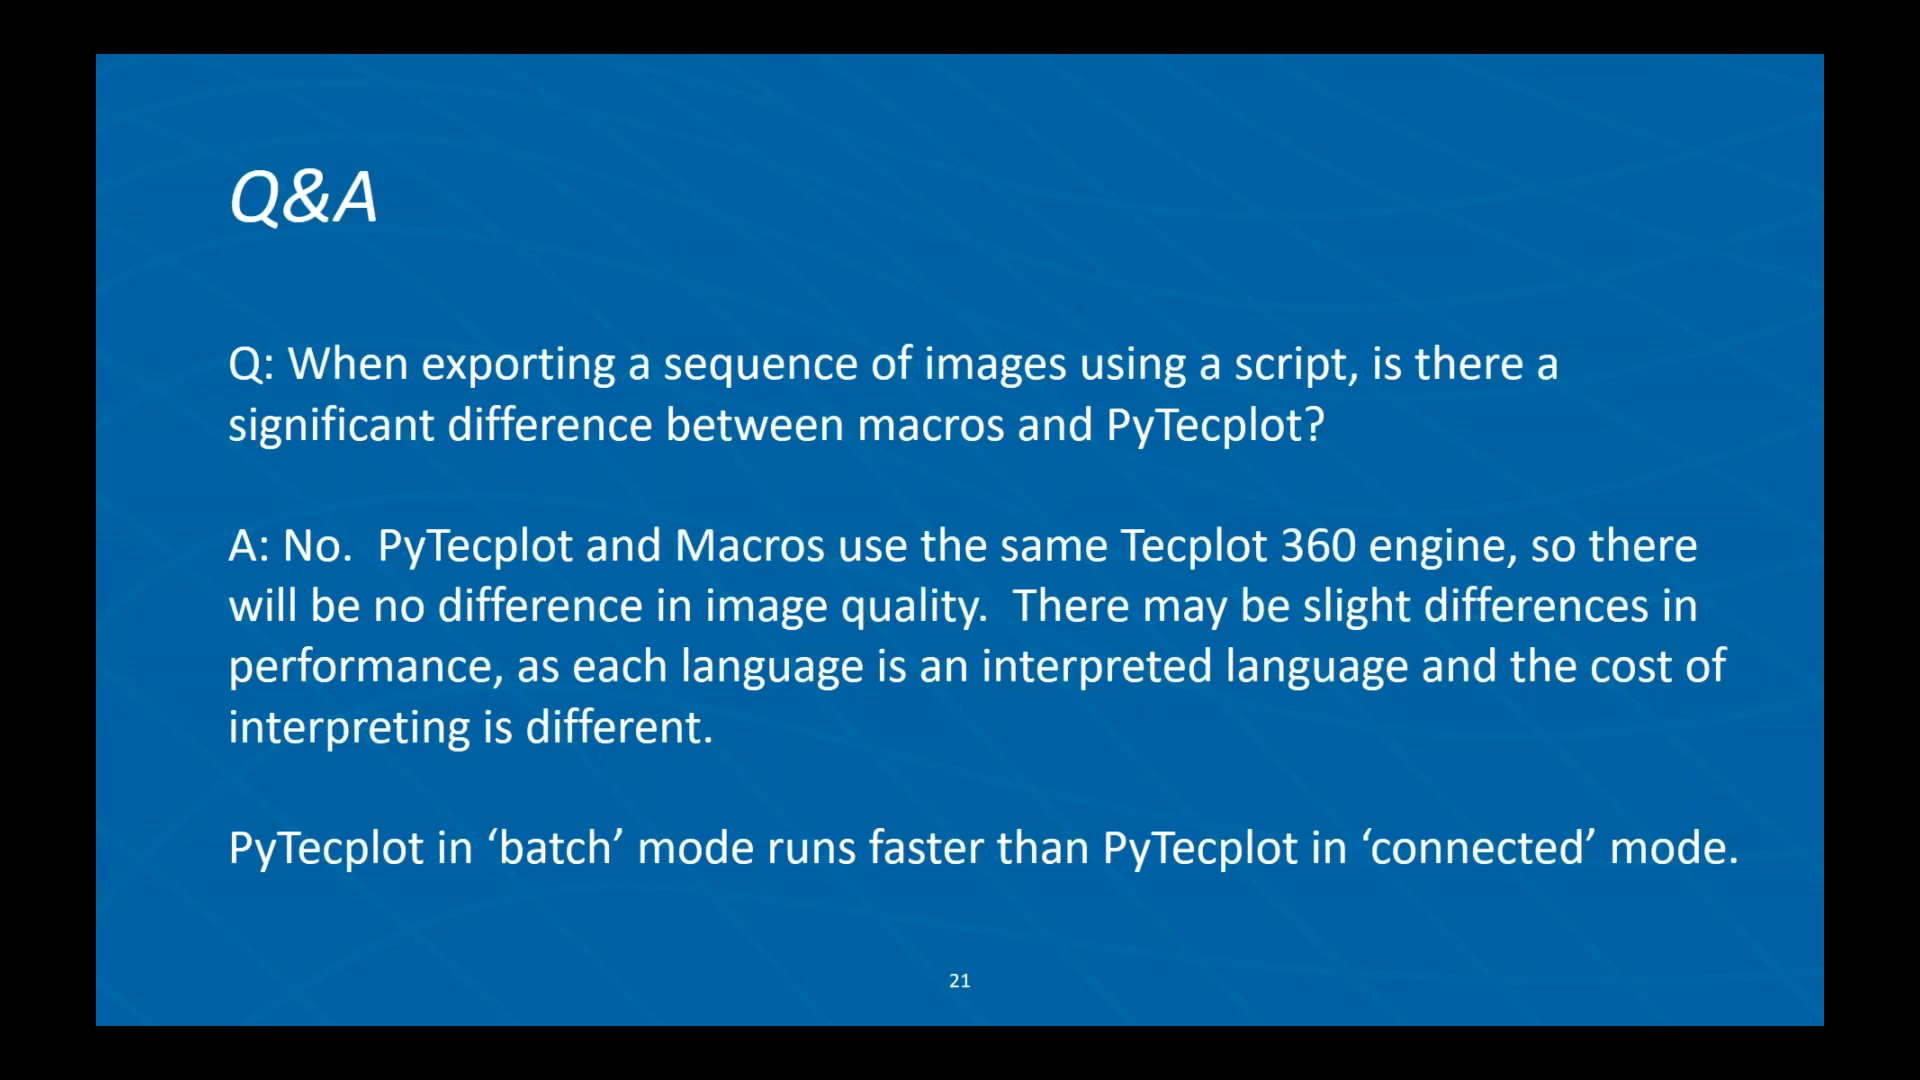 Q&A
Q: When exporting a sequence of images using a script, is there a
significant difference between macros and PyTecplot?
A: No.  PyTecplot and Macros use the same Tecplot 360 engine, so there
will be no difference in image quality.  There may be slight differences in
performance, as each language is an interpreted language and the cost of
interpreting is different.
PyTecplot in ‘batch’ mode runs faster than PyTecplot in ‘connected’ mode.
21